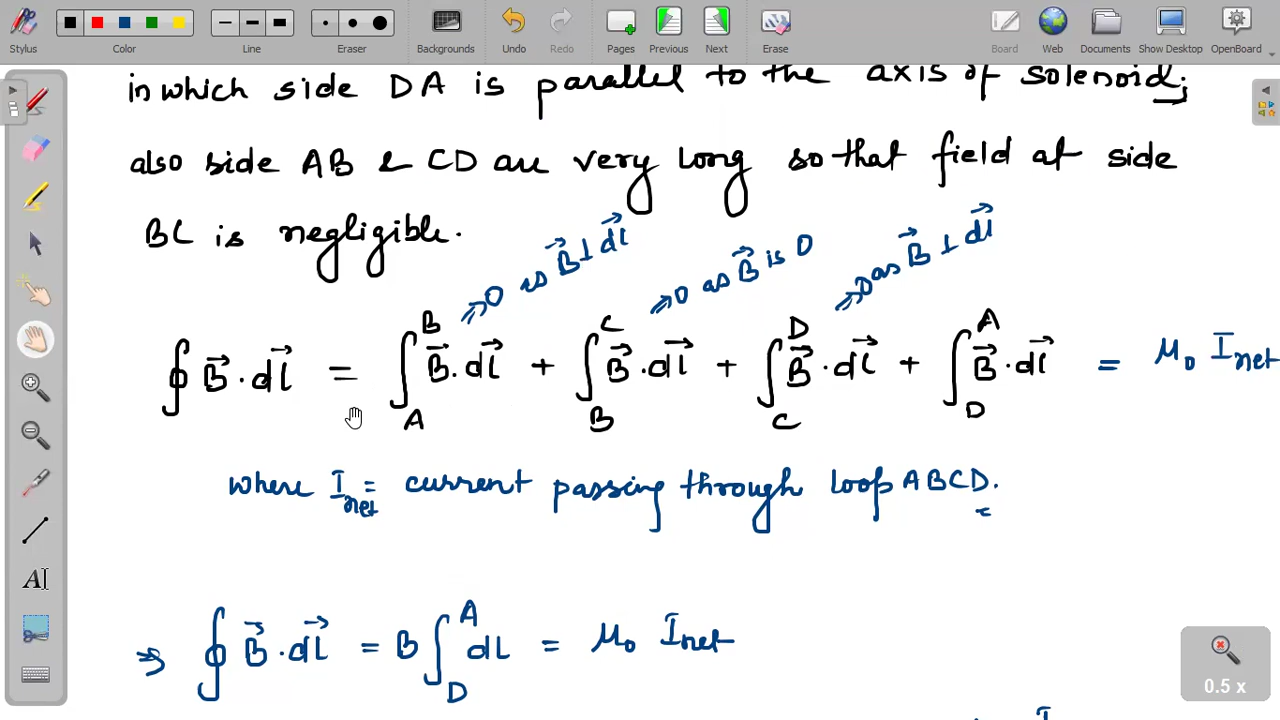 Stylus Color Line Eraser Backgrounds Undo Redo Pages Previous Next Erase Board Web Documents Show Desktop OpenBoard
in which side DA is parallel to the axis of solenoid;
also side AB & CD are very long so that field at side
BC is negligible.
⇒ 0 as B⃗ ⊥ dl⃗ ⇒ 0 as B⃗ is 0 ⇒ 0 as B⃗ ⊥ dl⃗
∮ B⃗·dl⃗ = ∫_A^B B⃗·dl⃗ + ∫_B^C B⃗·dl⃗ + ∫_C^D B⃗·dl⃗ + ∫_D^A B⃗·dl⃗ = μ₀ I_net
where I_net = current passing through loop ABCD.
⇒ ∮ B⃗·dl⃗ = B ∫_D^A dl = μ₀ I_net
AI
0.5 x